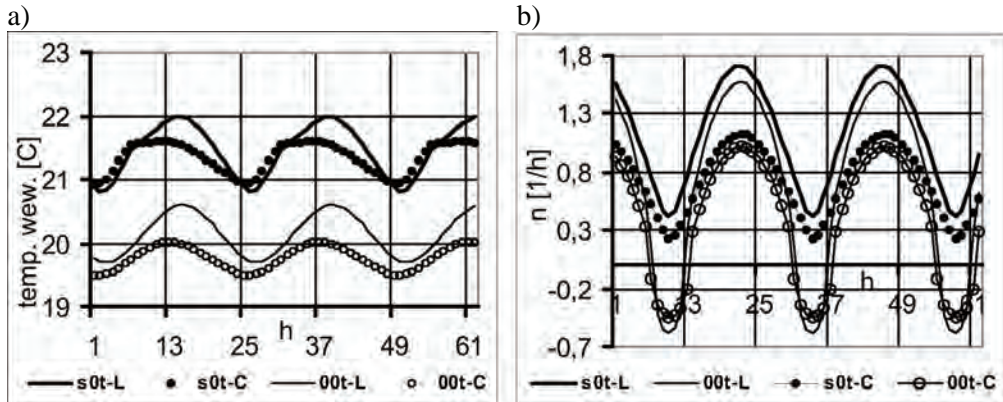 a)
23
22
21
20
19
temp. wew. [C]
1 13 25 37 49 61
h
s0t-L s0t-C 00t-L 00t-C
b)
1,8
1,3
0,8
0,3
-0,2
-0,7
n [1/h]
h
1 13 25 37 49 1
s0t-L 00t-L s0t-C 00t-C